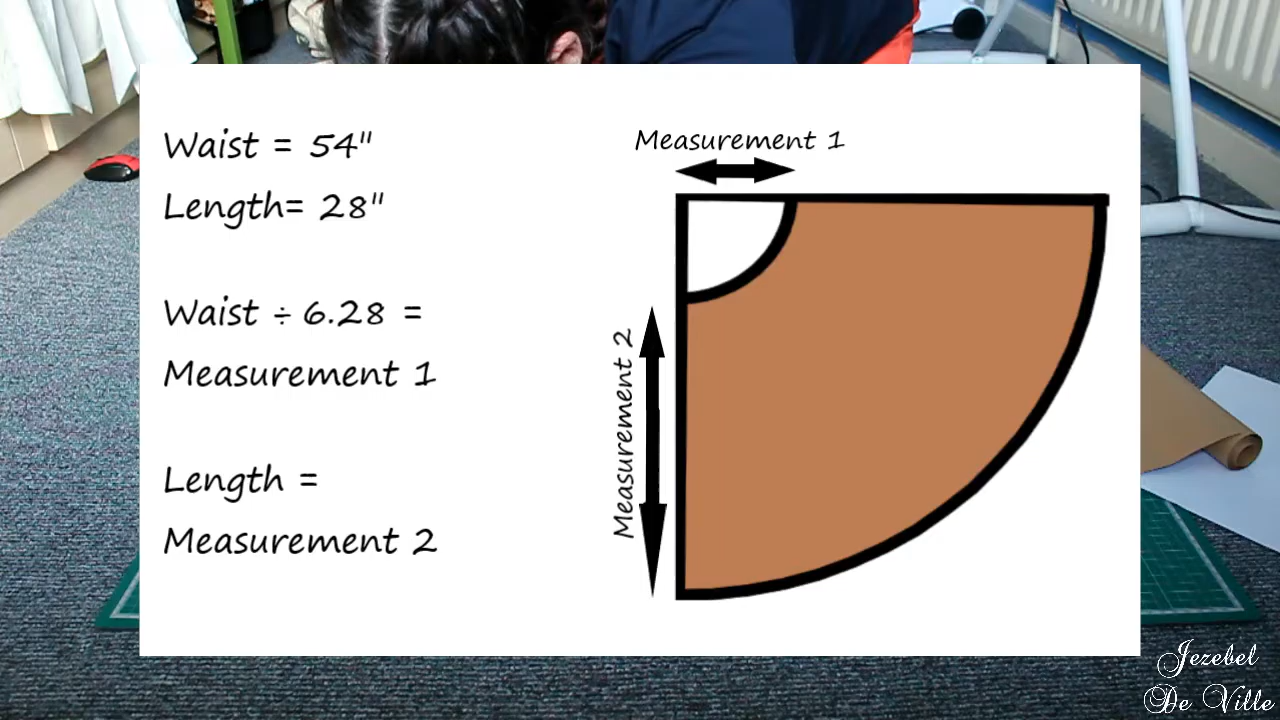 Waist = 54"
Length= 28"
Waist ÷ 6.28 =
Measurement 1
Length =
Measurement 2
Measurement 1
Measurement 2
Jezebel
De Ville